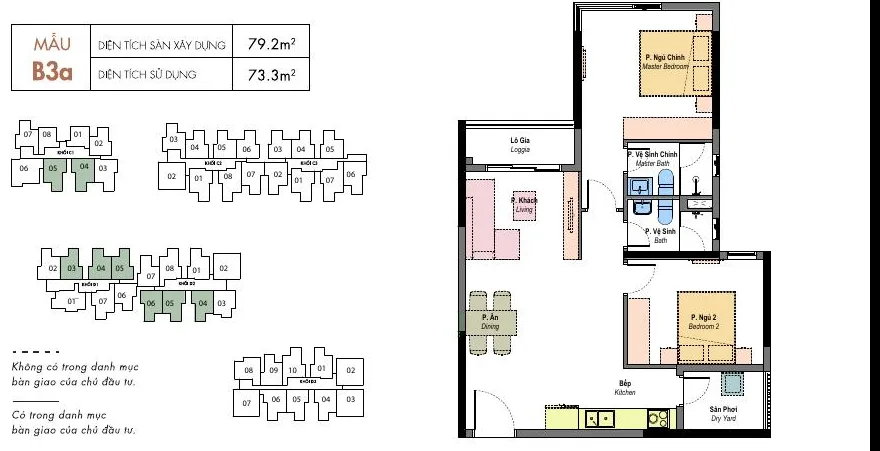 MẪU
B3a
DIỆN TÍCH SÀN XÂY DỰNG 79.2m²
DIỆN TÍCH SỬ DỤNG 73.3m²
07 08 01 02
KHỐI C1
06 05 04 03
03 04 05 06 03 04 05
KHỐI C2 KHỐI C3
02 01 08 07 02 01 07 06
02 03 04 05 07 08 01 02
KHỐI D1 KHỐI D2
01 07 06 06 05 04 03
08 09 10 01 02
KHỐI D3
07 06 05 04 03
Không có trong danh mục
bàn giao của chủ đầu tư.
Có trong danh mục
bàn giao của chủ đầu tư.
P. Ngủ Chính
Master Bedroom
Lô Gia
Loggia
P. Vệ Sinh Chính
Master Bath
P. Khách
Living
P. Vệ Sinh
Bath
P. Ăn
Dining
P. Ngủ 2
Bedroom 2
Bếp
Kitchen
Sân Phơi
Dry Yard